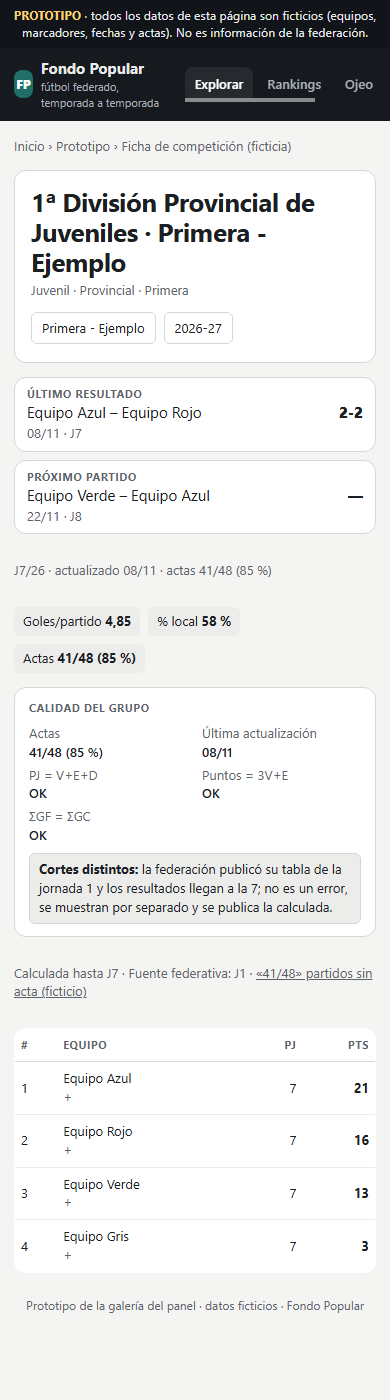 PROTOTIPO · todos los datos de esta página son ficticios (equipos,
marcadores, fechas y actas). No es información de la federación.
FP
Fondo Popular
fútbol federado,
temporada a temporada
Explorar
Rankings
Ojeo
Inicio › Prototipo › Ficha de competición (ficticia)
1ª División Provincial de
Juveniles · Primera -
Ejemplo
Juvenil · Provincial · Primera
Primera - Ejemplo
2026-27
ÚLTIMO RESULTADO
Equipo Azul – Equipo Rojo 2-2
08/11 · J7
PRÓXIMO PARTIDO
Equipo Verde – Equipo Azul —
22/11 · J8
J7/26 · actualizado 08/11 · actas 41/48 (85 %)
Goles/partido 4,85
% local 58 %
Actas 41/48 (85 %)
CALIDAD DEL GRUPO
Actas Última actualización
41/48 (85 %) 08/11
PJ = V+E+D Puntos = 3V+E
OK OK
ΣGF = ΣGC
OK
Cortes distintos: la federación publicó su tabla de la
jornada 1 y los resultados llegan a la 7; no es un error,
se muestran por separado y se publica la calculada.
Calculada hasta J7 · Fuente federativa: J1 · «41/48» partidos sin
acta (ficticio)
# EQUIPO PJ PTS
1 Equipo Azul 7 21
+
2 Equipo Rojo 7 16
+
3 Equipo Verde 7 13
+
4 Equipo Gris 7 3
+
Prototipo de la galería del panel · datos ficticios · Fondo Popular